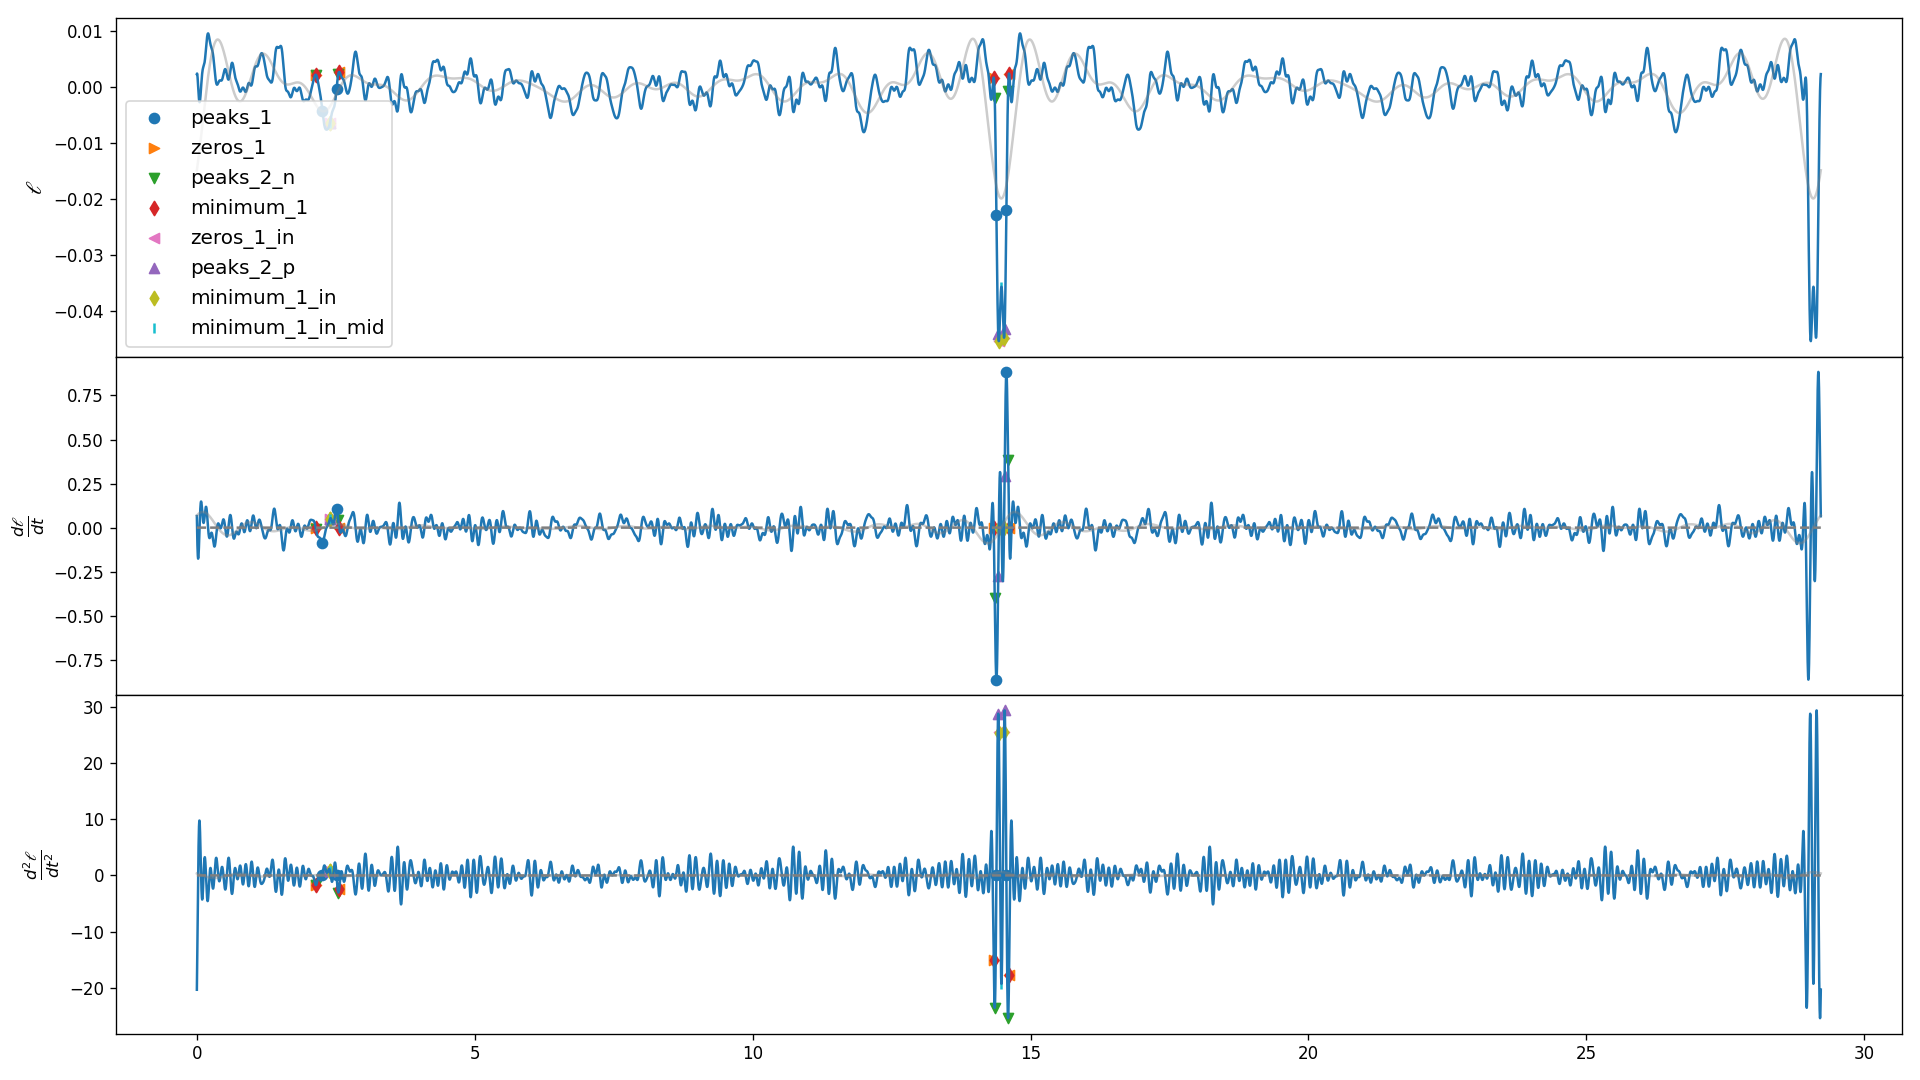 0.01
0.00
−0.01
−0.02
−0.03
−0.04
ℓ
peaks_1
zeros_1
peaks_2_n
minimum_1
zeros_1_in
peaks_2_p
minimum_1_in
minimum_1_in_mid
0.75
0.50
0.25
0.00
−0.25
−0.50
−0.75
dℓ
dt
30
20
10
0
−10
−20
d²ℓ
dt²
0 5 10 15 20 25 30